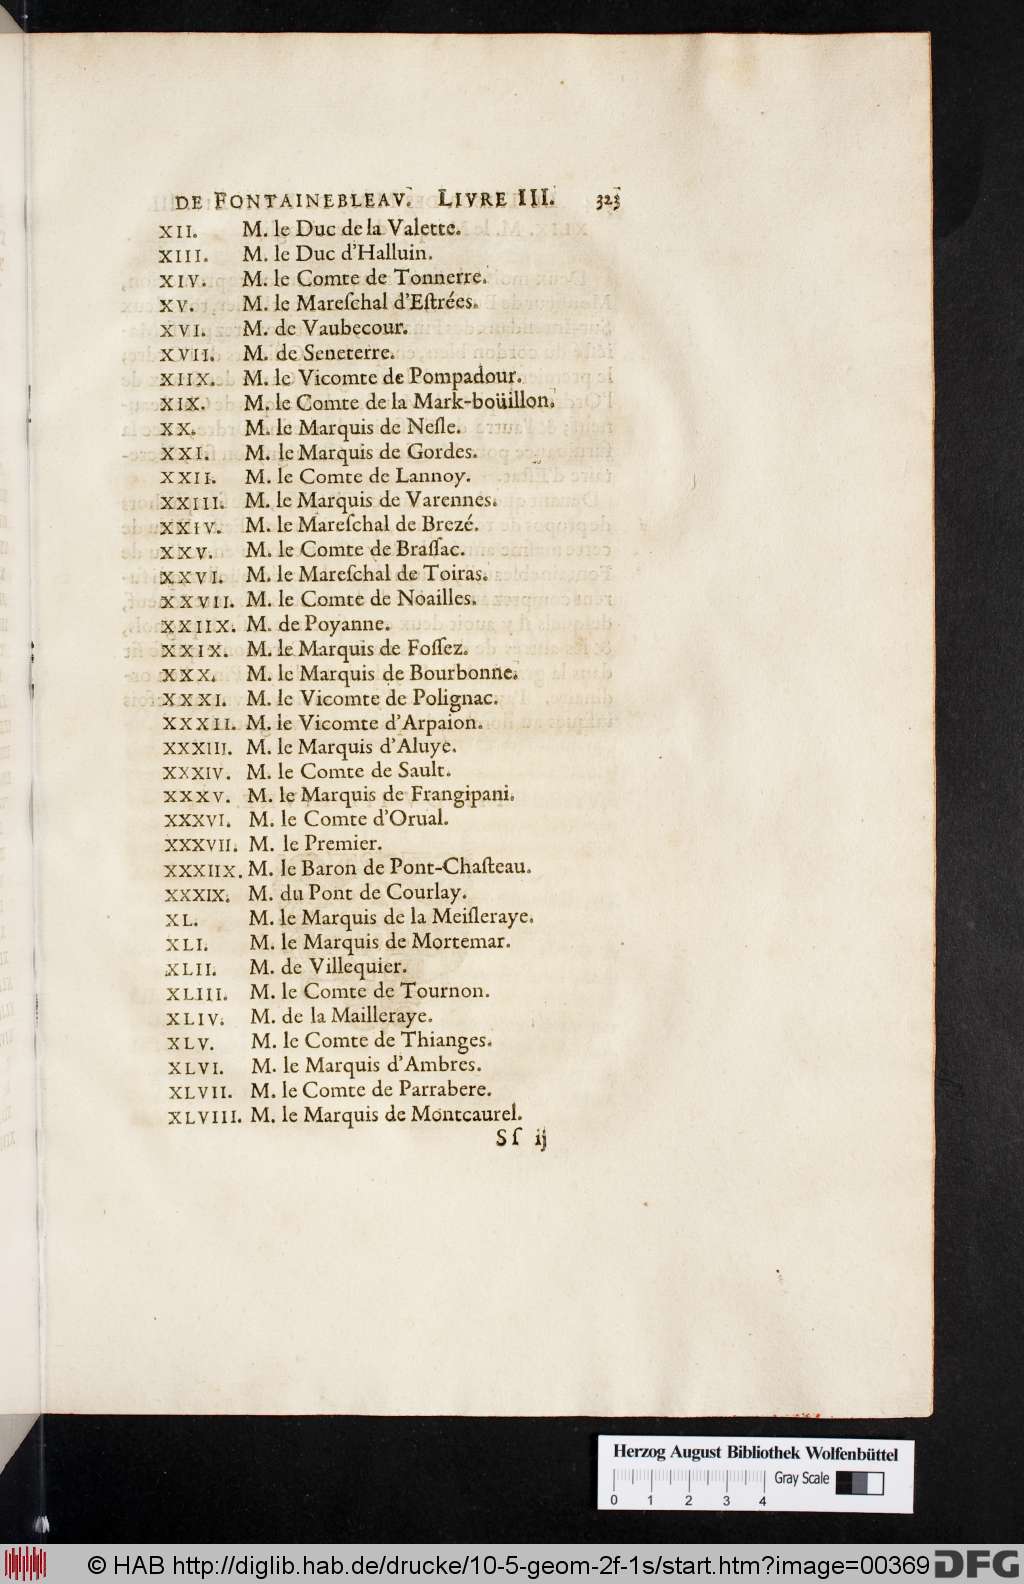 DE FONTAINEBLEAV. LIVRE III. 323
XII. M. le Duc de la Valette.
XIII. M. le Duc d'Halluin.
XIV. M. le Comte de Tonnerre.
XV. M. le Mareſchal d'Eſtrées.
XVI. M. de Vaubecour.
XVII. M. de Seneterre.
XIIX. M. le Vicomte de Pompadour.
XIX. M. le Comte de la Mark-boüillon.
XX. M. le Marquis de Neſle.
XXI. M. le Marquis de Gordes.
XXII. M. le Comte de Lannoy.
XXIII. M. le Marquis de Varennes.
XXIV. M. le Mareſchal de Brezé.
XXV. M. le Comte de Braſſac.
XXVI. M. le Mareſchal de Toiras.
XXVII. M. le Comte de Noailles.
XXIIX. M. de Poyanne.
XXIX. M. le Marquis de Foſſez.
XXX. M. le Marquis de Bourbonne.
XXXI. M. le Vicomte de Polignac.
XXXII. M. le Vicomte d'Arpaion.
XXXIII. M. le Marquis d'Aluye.
XXXIV. M. le Comte de Sault.
XXXV. M. le Marquis de Frangipani.
XXXVI. M. le Comte d'Orual.
XXXVII. M. le Premier.
XXXIIX. M. le Baron de Pont-Chaſteau.
XXXIX. M. du Pont de Courlay.
XL. M. le Marquis de la Meiſleraye.
XLI. M. le Marquis de Mortemar.
XLII. M. de Villequier.
XLIII. M. le Comte de Tournon.
XLIV. M. de la Mailleraye.
XLV. M. le Comte de Thianges.
XLVI. M. le Marquis d'Ambres.
XLVII. M. le Comte de Parrabere.
XLVIII. M. le Marquis de Montcaurel.
Sſ ij
Herzog August Bibliothek Wolfenbüttel
Gray Scale
0 1 2 3 4
© HAB http://diglib.hab.de/drucke/10-5-geom-2f-1s/start.htm?image=00369 DFG